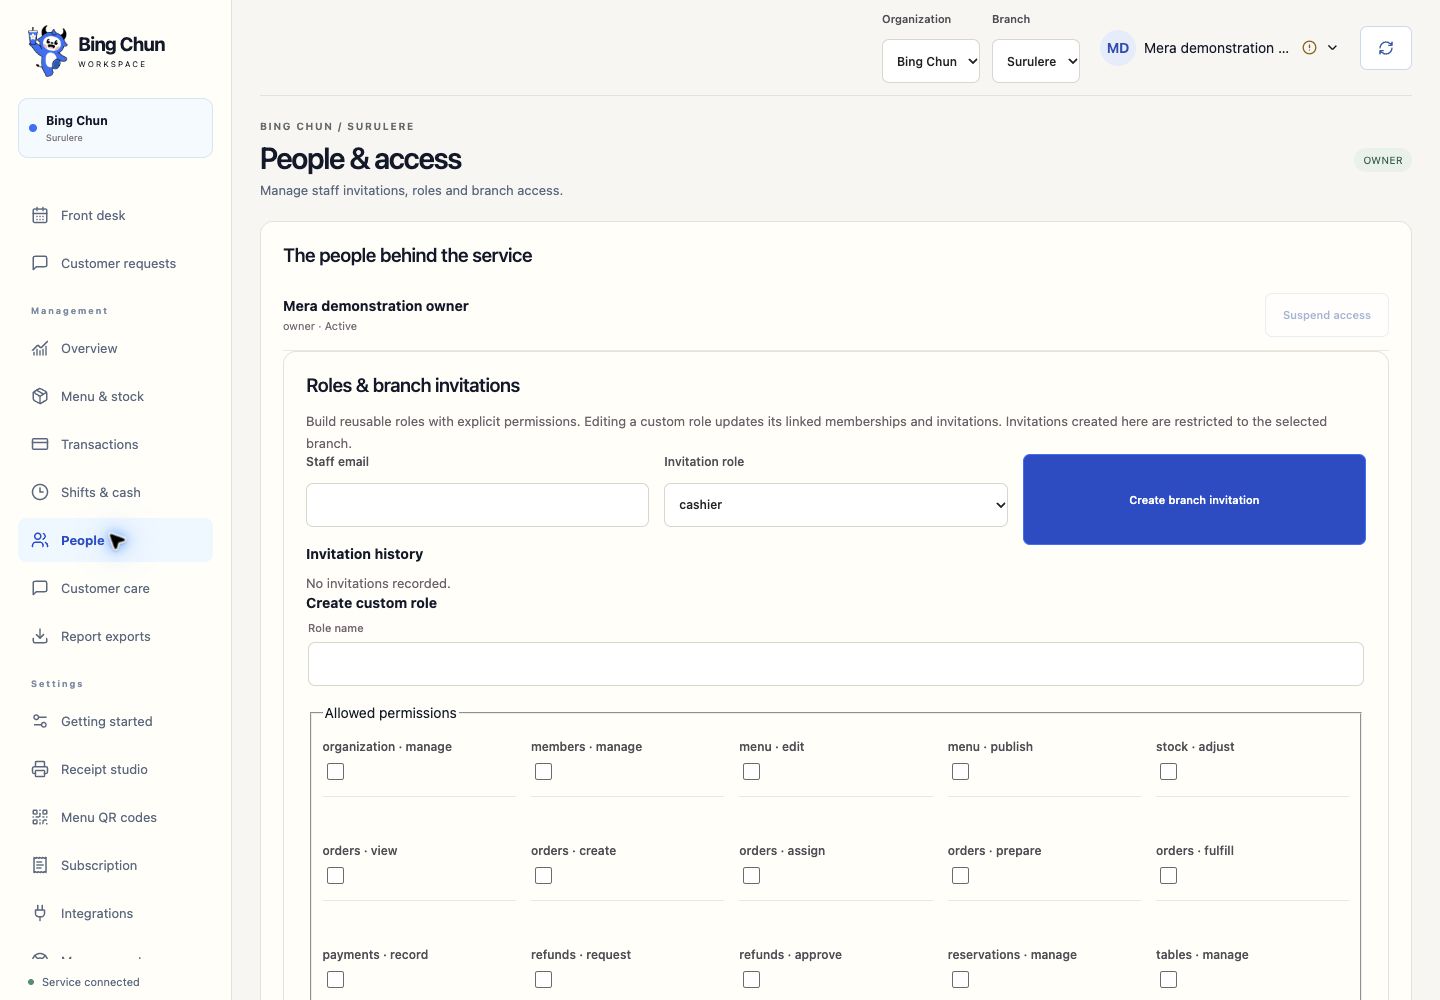 Bing Chun
WORKSPACE
Bing Chun
Surulere
Front desk
Customer requests
Management
Overview
Menu & stock
Transactions
Shifts & cash
People
Customer care
Report exports
Settings
Getting started
Receipt studio
Menu QR codes
Subscription
Integrations
Service connected
Organization
Branch
Bing Chun
Surulere
MD
Mera demonstration ...
BING CHUN / SURULERE
People & access
OWNER
Manage staff invitations, roles and branch access.
The people behind the service
Mera demonstration owner
owner · Active
Suspend access
Roles & branch invitations
Build reusable roles with explicit permissions. Editing a custom role updates its linked memberships and invitations. Invitations created here are restricted to the selected
branch.
Staff email
Invitation role
cashier
Create branch invitation
Invitation history
No invitations recorded.
Create custom role
Role name
Allowed permissions
organization · manage
members · manage
menu · edit
menu · publish
stock · adjust
orders · view
orders · create
orders · assign
orders · prepare
orders · fulfill
payments · record
refunds · request
refunds · approve
reservations · manage
tables · manage